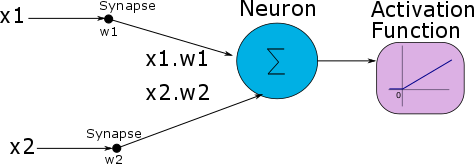 x1
Synapse
w1
x1.w1
x2.w2
x2
Synapse
w2
Neuron
Σ
Activation
Function
0